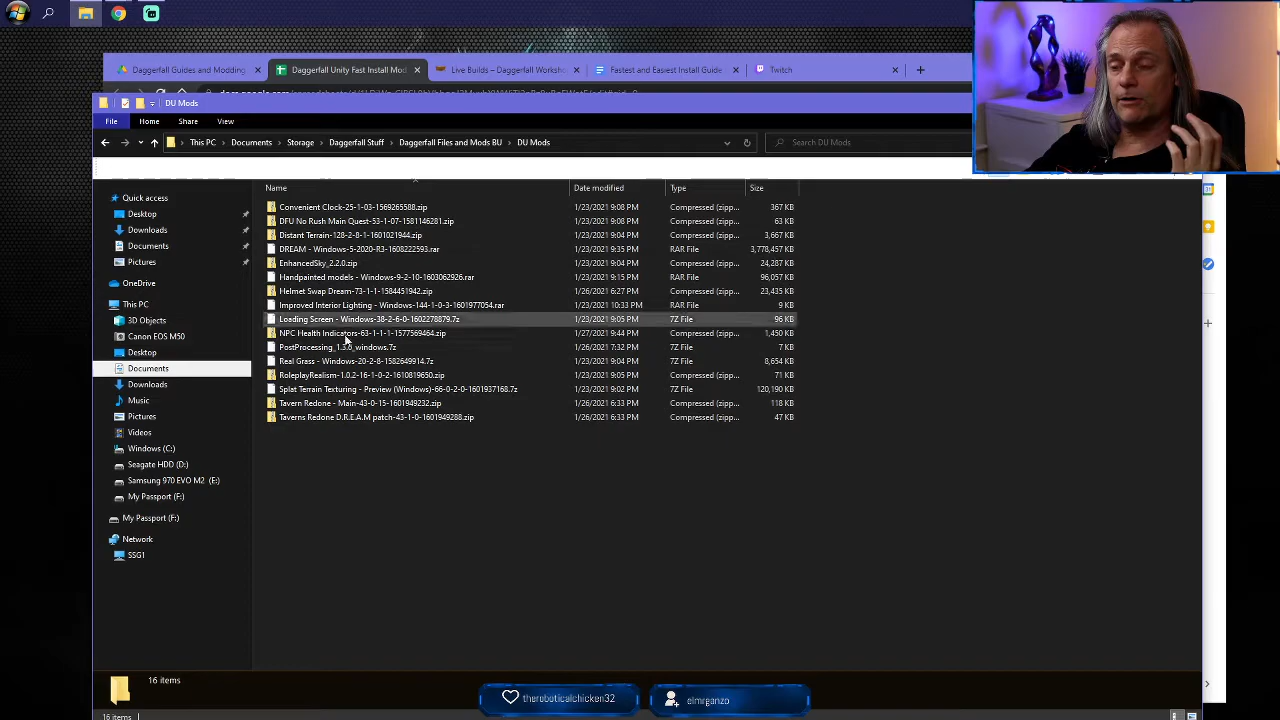 Daggerfall Guides and Modding
Daggerfall Unity Fast Install Mod
Live Builds – Daggerfall Worksho
Fastest and Easiest Install Guide
Twitch
DU Mods
File
Home
Share
View
This PC
Documents
Storage
Daggerfall Stuff
Daggerfall Files and Mods BU
DU Mods
Search DU Mods
Name
Date modified
Type
Size
Quick access
Desktop
Downloads
Documents
Pictures
OneDrive
This PC
3D Objects
Canon EOS M50
Desktop
Documents
Downloads
Music
Pictures
Videos
Windows (C:)
Seagate HDD (D:)
Samsung 970 EVO M2 (E:)
My Passport (F:)
My Passport (F:)
Network
SSG1
Convenient Clock-25-1-03-1569265588.zip 1/23/2021 9:08 PM Compressed (zipp... 367 KB
DFU No Rush Main Quest-53-1-07-1581146281.zip 1/23/2021 9:08 PM Compressed (zipp... 63 KB
Distant Terrain-128-2-8-1-1601021944.zip 1/23/2021 9:08 PM Compressed (zipp... 3,667 KB
DREAM - Windows-5-2020-R3-1608222593.rar 1/23/2021 9:35 PM RAR File 3,778,457 KB
EnhancedSky_2.2.0.zip 1/23/2021 9:04 PM Compressed (zipp... 24,287 KB
Handpainted models - Windows-9-2-10-1603062926.rar 1/23/2021 9:15 PM RAR File 96,057 KB
Helmet Swap Dream-73-1-1-1584451942.zip 1/23/2021 6:27 PM Compressed (zipp... 23,435 KB
Improved Interior Lighting - Windows-144-1-0-3-1601977054.rar 1/23/2021 10:33 PM RAR File 9 KB
Loading Screen - Windows-38-2-6-0-1602278879.7z 1/23/2021 9:05 PM 7Z File 96 KB
NPC Health Indicators-63-1-1-1-1577569464.zip 1/27/2021 9:44 PM Compressed (zipp... 1,450 KB
PostProcessing_1.3.0_windows.7z 1/26/2021 7:32 PM 7Z File 7 KB
Real Grass - Windows-20-2-8-1582649914.7z 1/23/2021 9:02 PM 7Z File 8,654 KB
RoleplayRealism-1.0.2-16-1-0-2-1610819650.zip 1/23/2021 9:05 PM Compressed (zipp... 71 KB
Splat Terrain Texturing - Preview (Windows)-66-0-2-0-1601937168.7z 1/23/2021 9:02 PM 7Z File 120,190 KB
Tavern Redone - Main-43-0-15-1601949232.zip 1/26/2021 6:33 PM Compressed (zipp... 118 KB
Taverns Redone D.R.E.A.M patch-43-1-0-1601949288.zip 1/26/2021 6:33 PM Compressed (zipp... 47 KB
16 items
16 items
theroboticalchicken32
elmrganzo